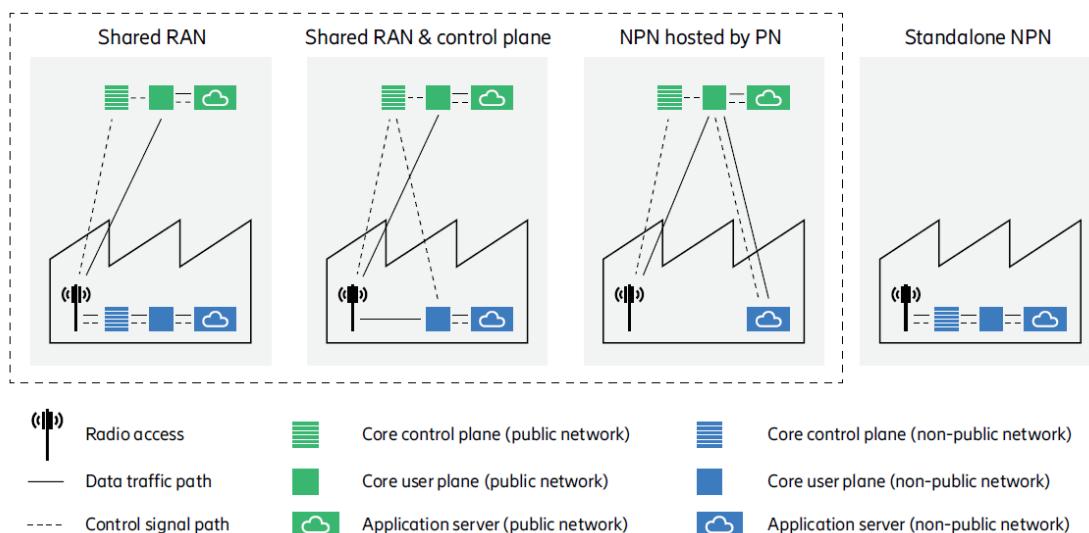 Shared RAN
Shared RAN & control plane
NPN hosted by PN
Standalone NPN
Radio access
Core control plane (public network)
Core control plane (non-public network)
Data traffic path
Core user plane (public network)
Core user plane (non-public network)
Control signal path
Application server (public network)
Application server (non-public network)